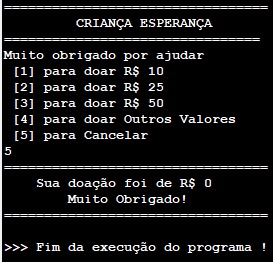 =================================
CRIANÇA ESPERANÇA
================================
Muito obrigado por ajudar
[1] para doar R$ 10
[2] para doar R$ 25
[3] para doar R$ 50
[4] para doar Outros Valores
[5] para Cancelar
5
=================================
Sua doação foi de R$ 0
Muito Obrigado!
=================================
>>> Fim da execução do programa !